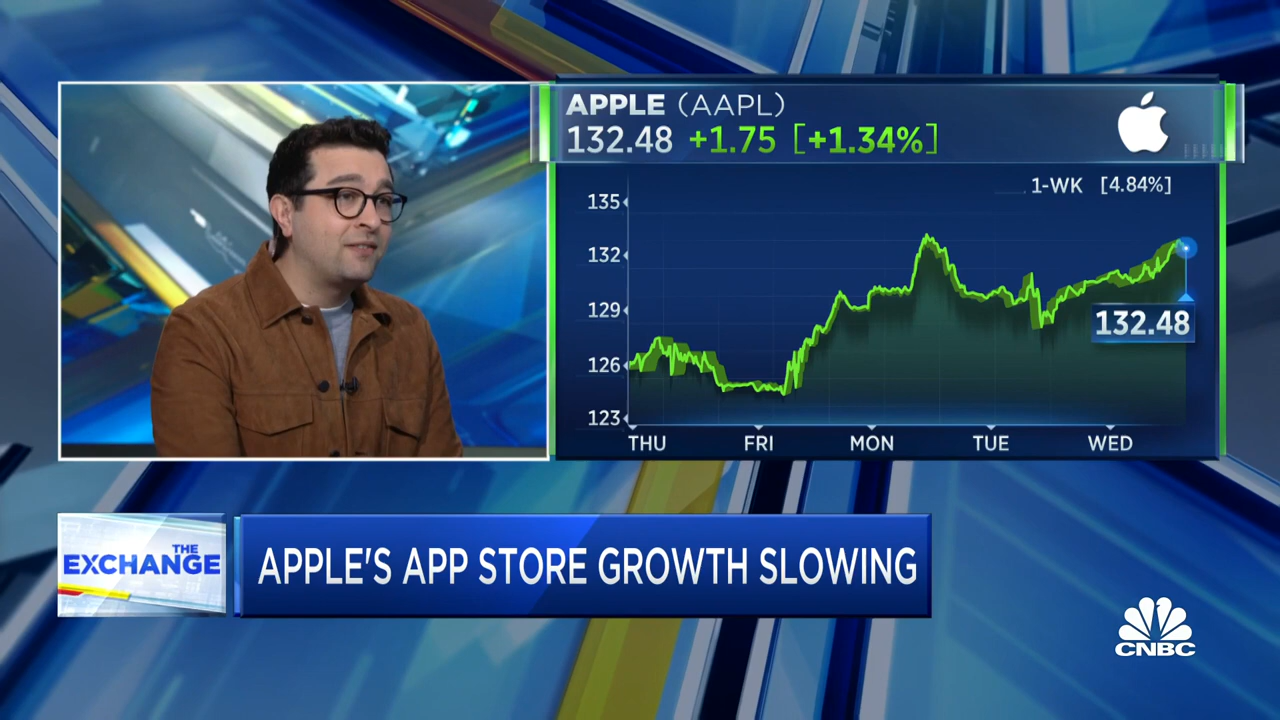 APPLE (AAPL)
132.48 +1.75 [+1.34%]
1-WK [4.84%]
135
132
129
126
123
132.48
THU FRI MON TUE WED
THE
EXCHANGE
APPLE'S APP STORE GROWTH SLOWING
CNBC